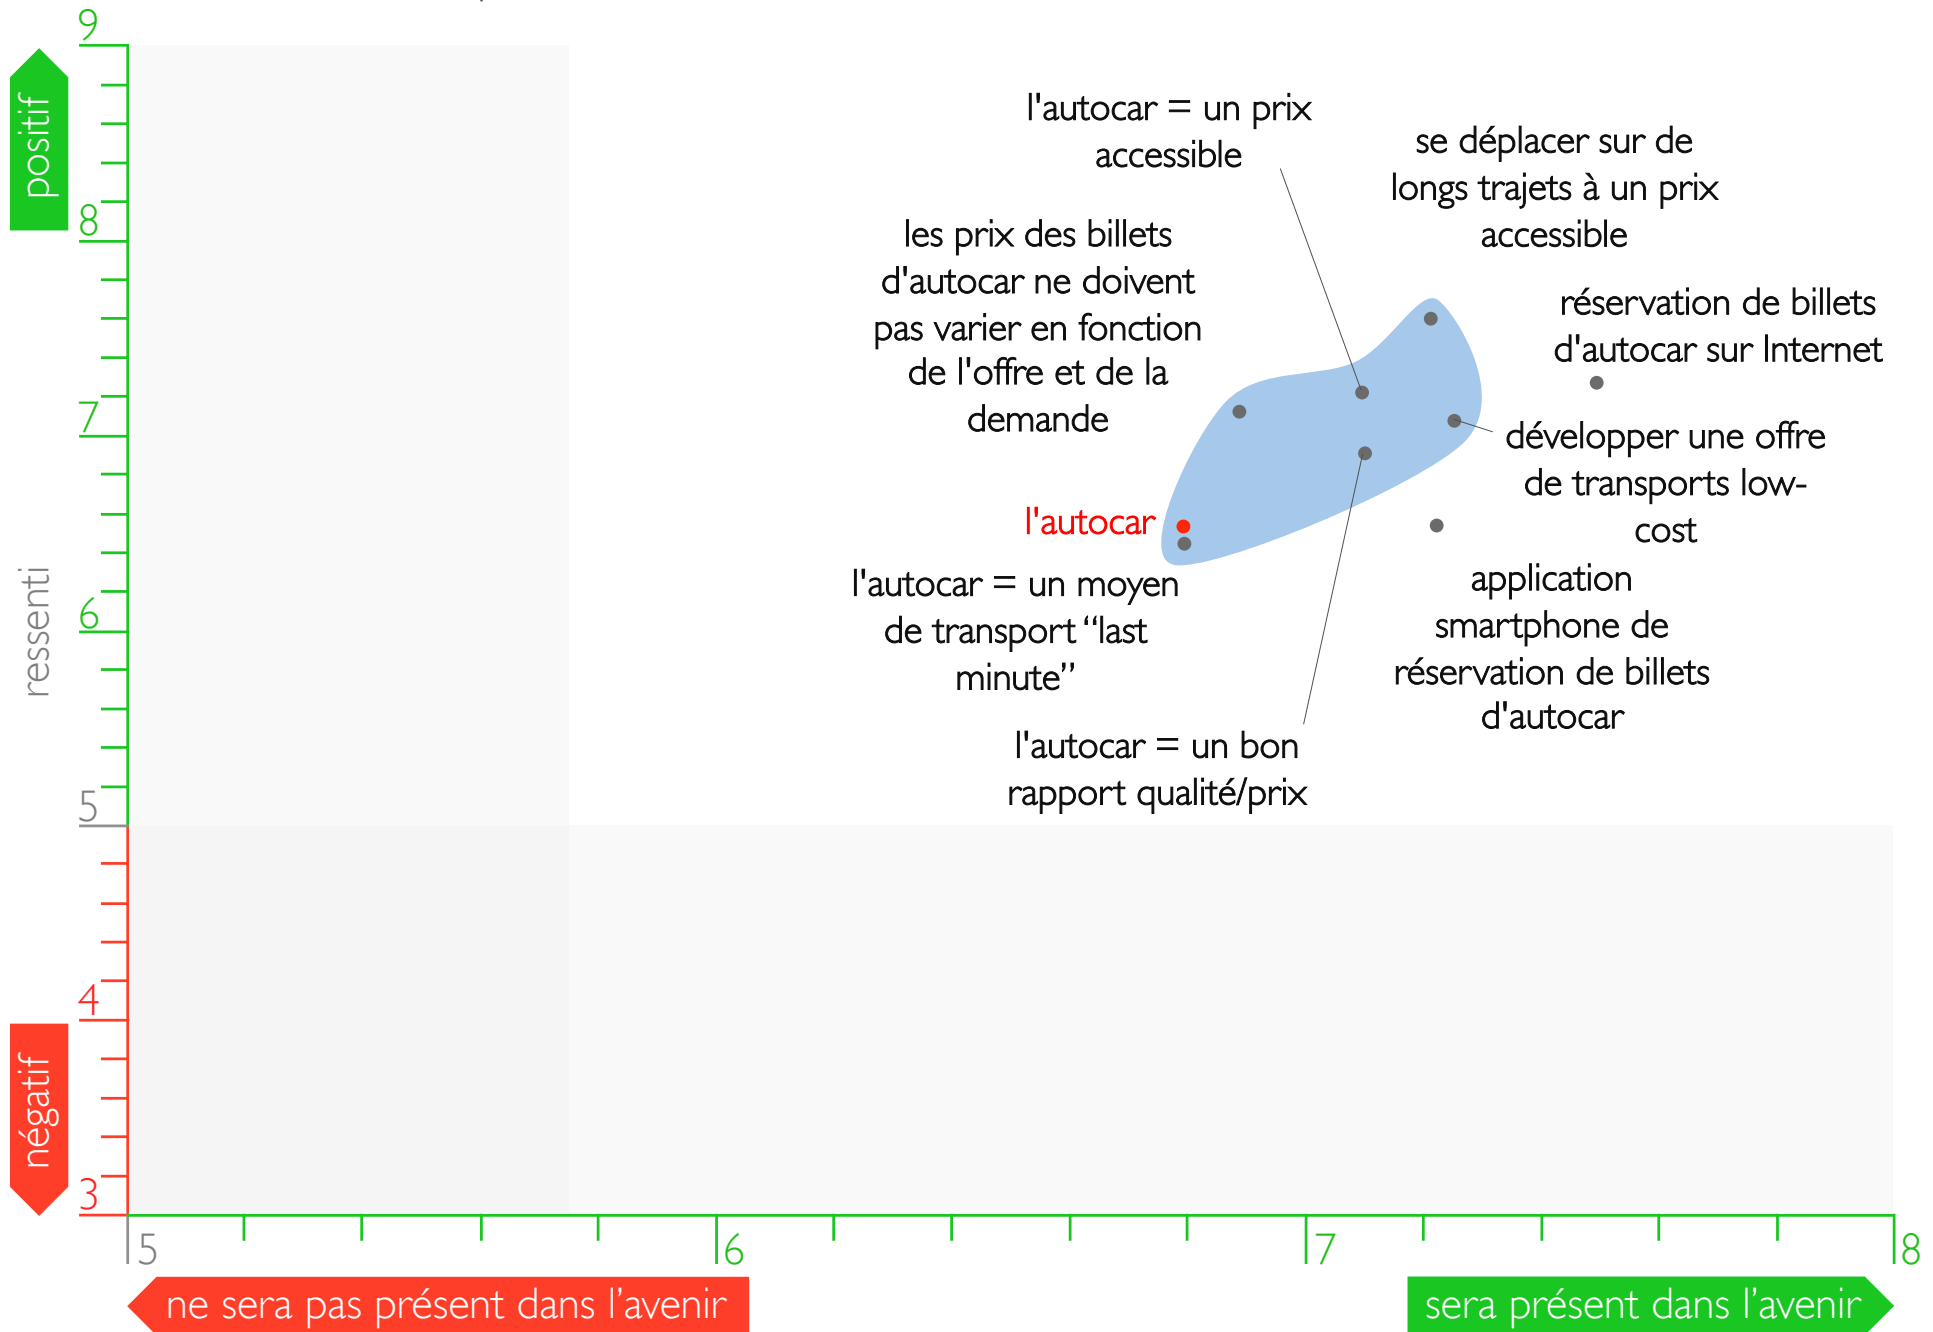 9
positif
l'autocar = un prix
accessible
se déplacer sur de
longs trajets à un prix
accessible
8
les prix des billets
d'autocar ne doivent
pas varier en fonction
de l'offre et de la
demande
réservation de billets
d'autocar sur Internet
7
développer une offre
de transports low-
cost
l'autocar
l'autocar = un moyen
de transport “last
minute”
application
smartphone de
réservation de billets
d'autocar
6
ressenti
l'autocar = un bon
rapport qualité/prix
5
4
négatif
3
5
6
7
8
ne sera pas présent dans l’avenir
sera présent dans l’avenir